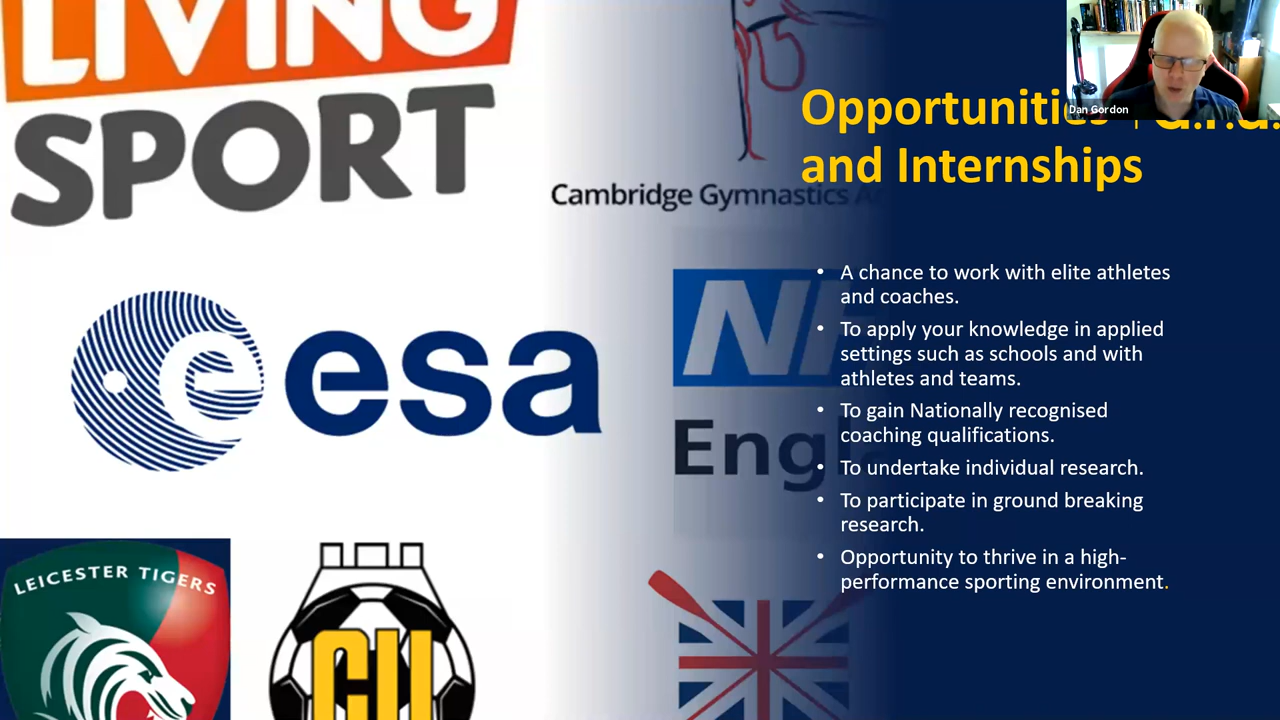 LIVING
SPORT
Cambridge Gymnastics A
esa
Engl
LEICESTER TIGERS
CU
Dan Gordon
Opportunities
and Internships
a.r.u.
• A chance to work with elite athletes
and coaches.
• To apply your knowledge in applied
settings such as schools and with
athletes and teams.
• To gain Nationally recognised
coaching qualifications.
• To undertake individual research.
• To participate in ground breaking
research.
• Opportunity to thrive in a high-
performance sporting environment.